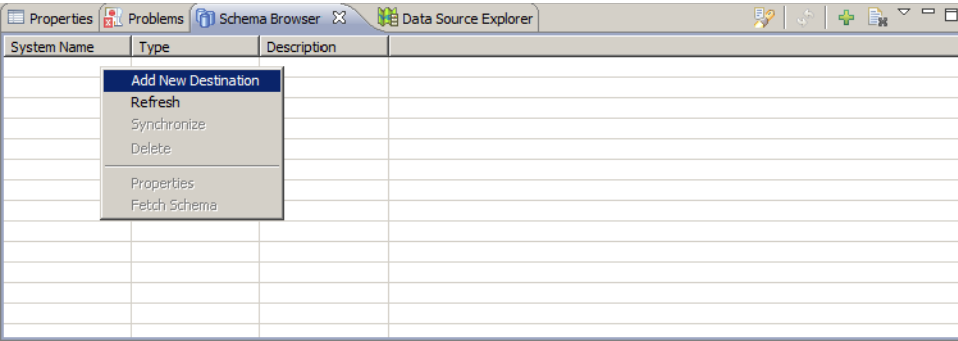 Properties Problems Schema Browser Data Source Explorer
System Name Type Description
Add New Destination
Refresh
Synchronize
Delete
Properties
Fetch Schema